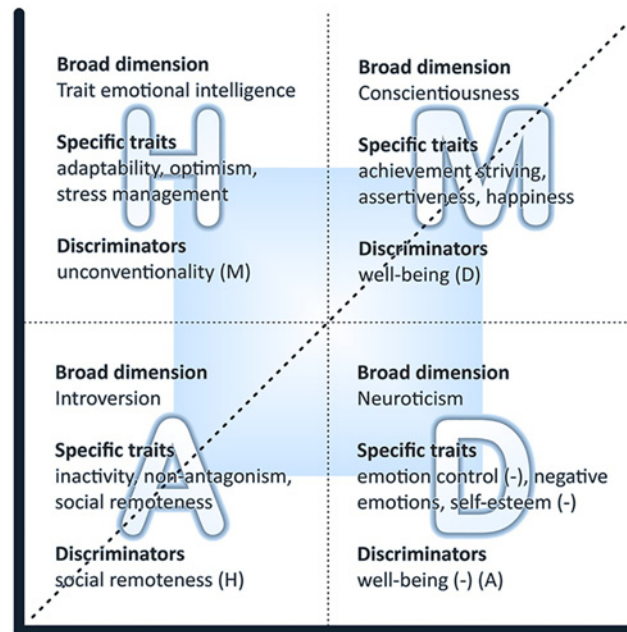 Broad dimension
Trait emotional intelligence
Specific traits
adaptability, optimism,
stress management
Discriminators
unconventionality (M)
H
Broad dimension
Conscientiousness
Specific traits
achievement striving,
assertiveness, happiness
Discriminators
well-being (D)
M
Broad dimension
Introversion
Specific traits
inactivity, non-antagonism,
social remoteness
Discriminators
social remoteness (H)
A
Broad dimension
Neuroticism
Specific traits
emotion control (-), negative
emotions, self-esteem (-)
Discriminators
well-being (-) (A)
D